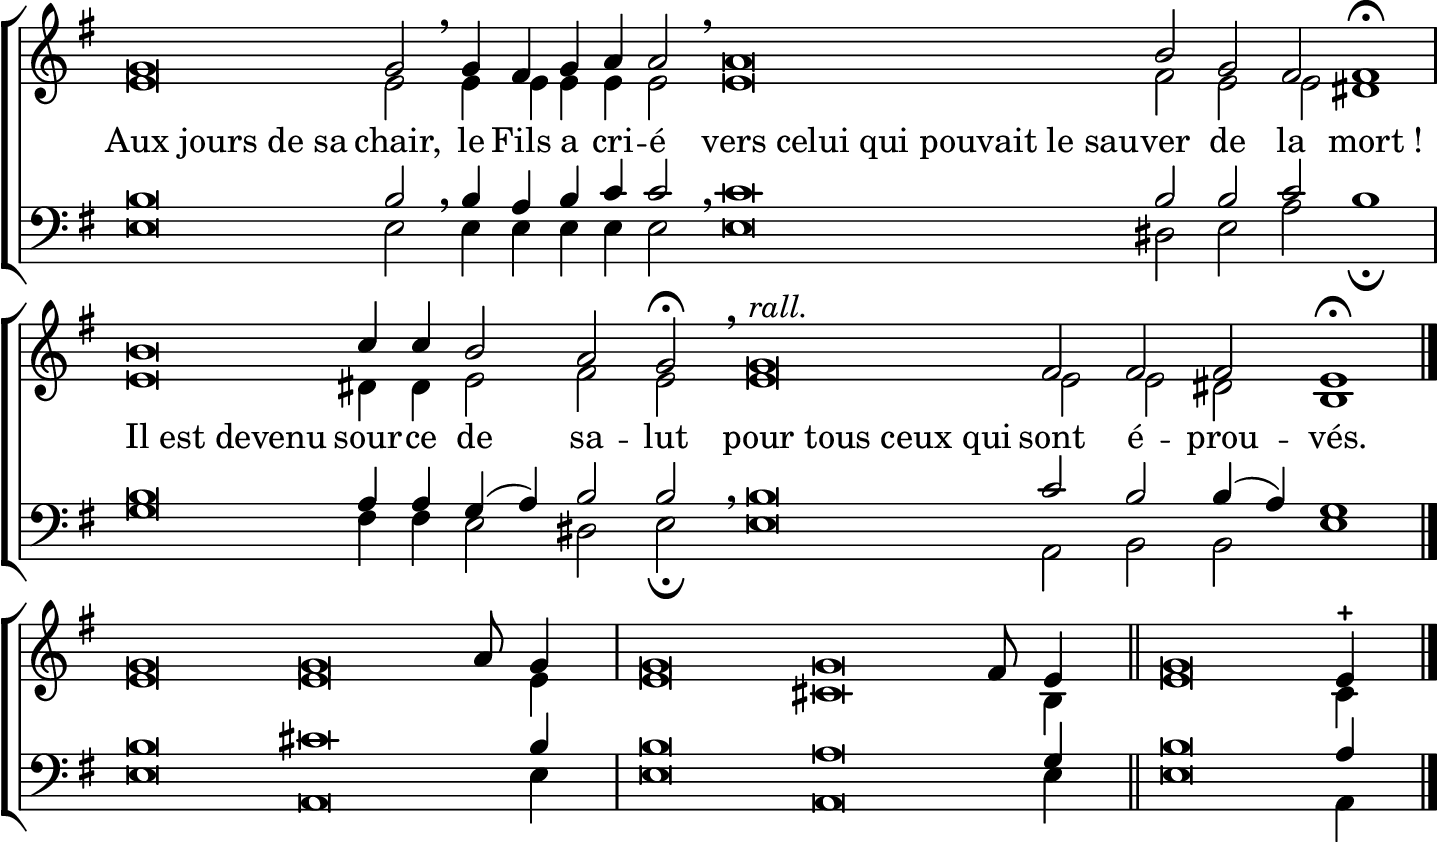 Aux jours de sa chair, le Fils a cri -- é vers celui qui pouvait le sauver de la mort !
rall.
Il est devenu source de sa -- lut pour tous ceux qui sont é -- prou -- vés.